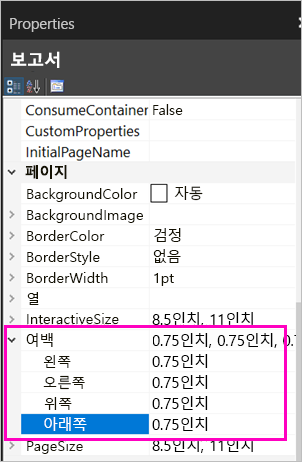 Properties
보고서
ConsumeContainer False
CustomProperties
InitialPageName
페이지
BackgroundColor 자동
BackgroundImage
BorderColor 검정
BorderStyle 없음
BorderWidth 1pt
열
InteractiveSize 8.5인치, 11인치
여백 0.75인치, 0.75인치, 0.7
왼쪽 0.75인치
오른쪽 0.75인치
위쪽 0.75인치
아래쪽 0.75인치
PageSize 8.5인치, 11인치